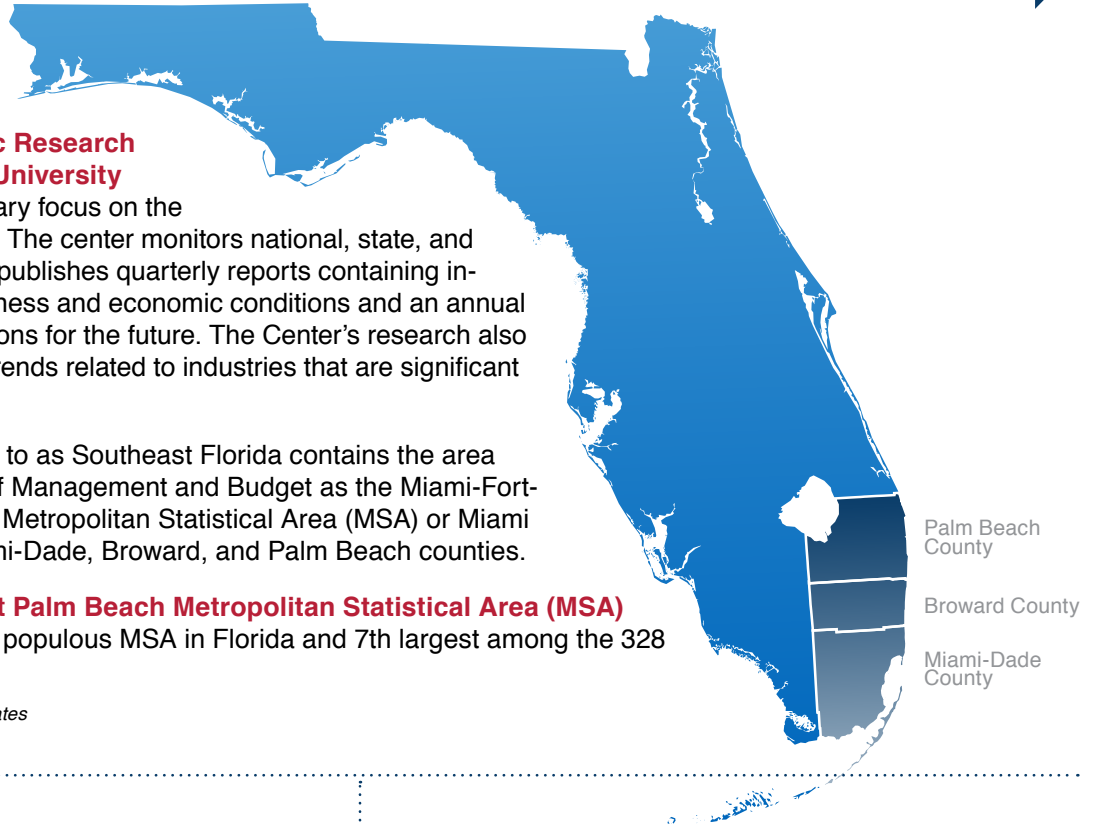 c Research
University
ary focus on the
The center monitors national, state, and
publishes quarterly reports containing in-
ness and economic conditions and an annual
ons for the future. The Center’s research also
rends related to industries that are significant
to as Southeast Florida contains the area
f Management and Budget as the Miami-Fort-
Metropolitan Statistical Area (MSA) or Miami
ni-Dade, Broward, and Palm Beach counties.
t Palm Beach Metropolitan Statistical Area (MSA)
populous MSA in Florida and 7th largest among the 328
ates
Palm Beach
County
Broward County
Miami-Dade
County